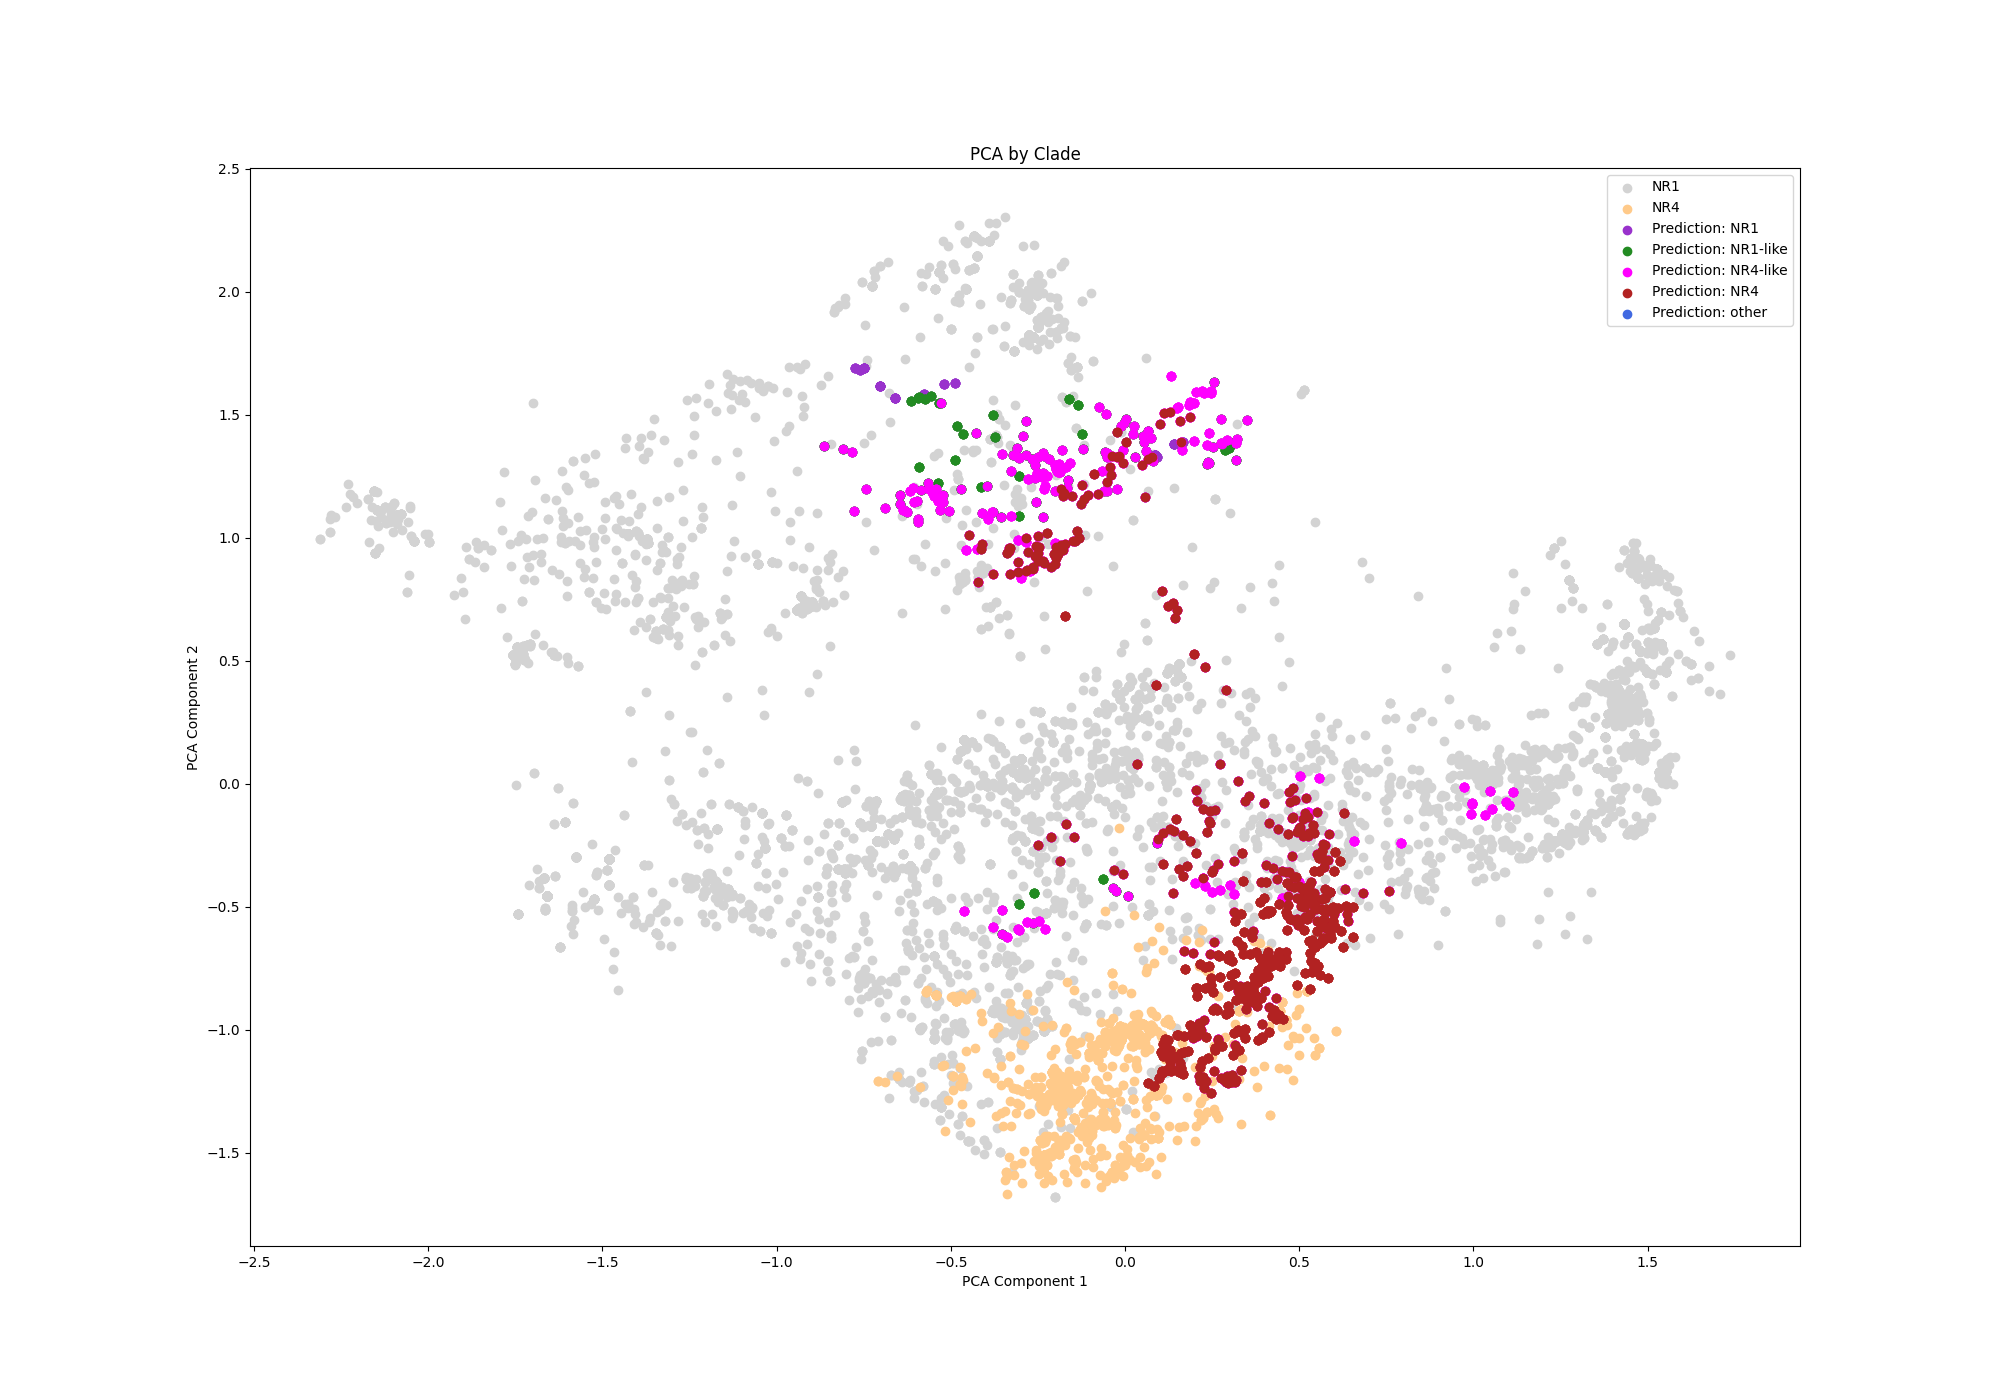 PCA by Clade
2.5
2.0
1.5
1.0
0.5
0.0
−0.5
−1.0
−1.5
PCA Component 2
NR1
NR4
Prediction: NR1
Prediction: NR1-like
Prediction: NR4-like
Prediction: NR4
Prediction: other
−2.5 −2.0 −1.5 −1.0 −0.5 0.0 0.5 1.0 1.5
PCA Component 1